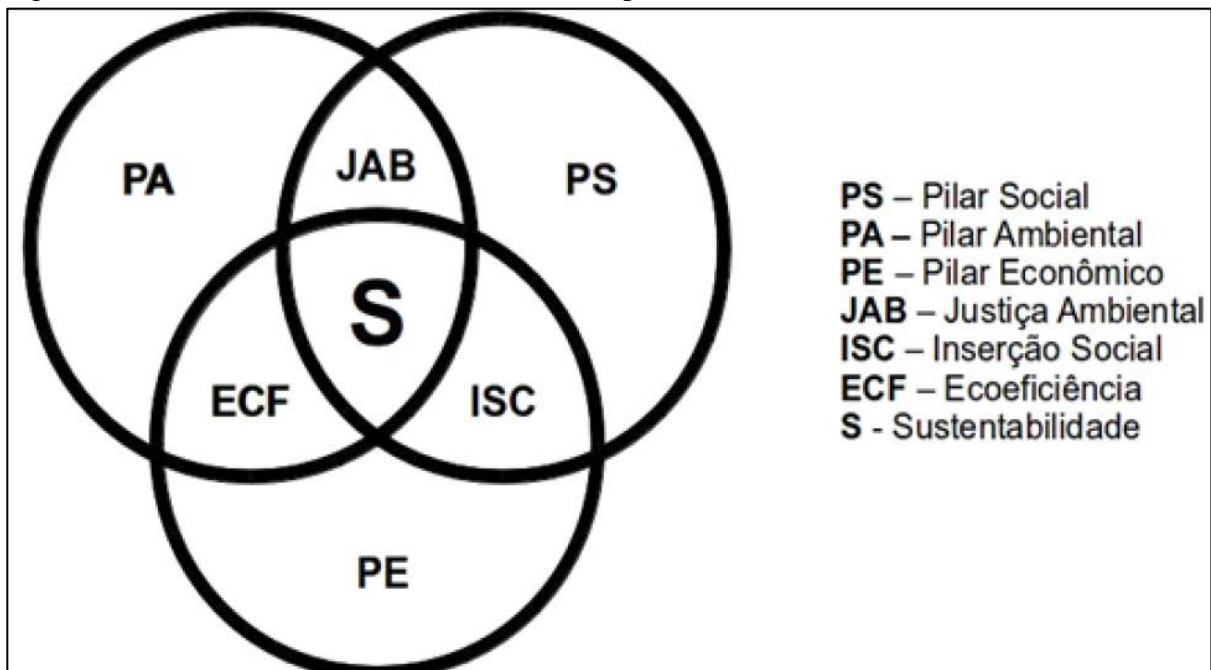 JAB
PA
PS
S
ECF
ISC
PE
PS – Pilar Social
PA – Pilar Ambiental
PE – Pilar Econômico
JAB – Justiça Ambiental
ISC – Inserção Social
ECF – Ecoeficiência
S - Sustentabilidade